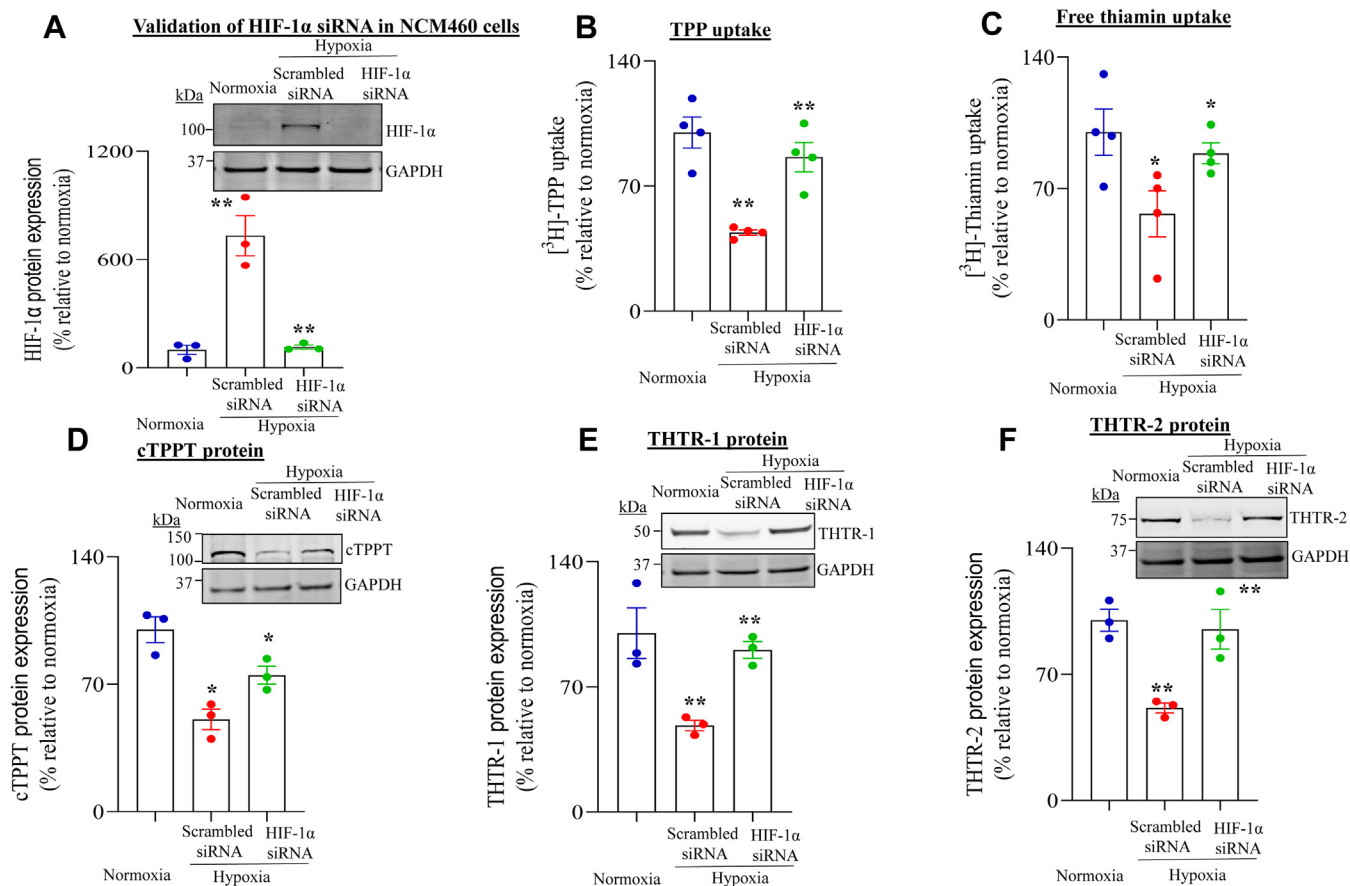 A
Validation of HIF-1α siRNA in NCM460 cells
Hypoxia
Normoxia
Scrambled
siRNA
HIF-1α
siRNA
kDa
100
HIF-1α
37
GAPDH
HIF-1α protein expression
(% relative to normoxia)
1200
600
0
**
**
Scrambled
siRNA
HIF-1α
siRNA
Normoxia
Hypoxia
B
TPP uptake
[³H]-TPP uptake
(% relative to normoxia)
140
70
0
**
**
Scrambled
siRNA
HIF-1α
siRNA
Normoxia
Hypoxia
C
Free thiamin uptake
[³H]-Thiamin uptake
(% relative to normoxia)
140
70
0
*
*
Scrambled
siRNA
HIF-1α
siRNA
Normoxia
Hypoxia
D
cTPPT protein
Hypoxia
Normoxia
Scrambled
siRNA
HIF-1α
siRNA
kDa
150
100
cTPPT
37
GAPDH
cTPPT protein expression
(% relative to normoxia)
140
70
0
*
*
Scrambled
siRNA
HIF-1α
siRNA
Normoxia
Hypoxia
E
THTR-1 protein
Hypoxia
Normoxia
Scrambled
siRNA
HIF-1α
siRNA
kDa
50
THTR-1
37
GAPDH
THTR-1 protein expression
(% relative to normoxia)
140
70
0
**
**
Scrambled
siRNA
HIF-1α
siRNA
Normoxia
Hypoxia
F
THTR-2 protein
Hypoxia
Normoxia
Scrambled
siRNA
HIF-1α
siRNA
kDa
75
THTR-2
37
GAPDH
THTR-2 protein expression
(% relative to normoxia)
140
70
0
**
**
Scrambled
siRNA
HIF-1α
siRNA
Normoxia
Hypoxia